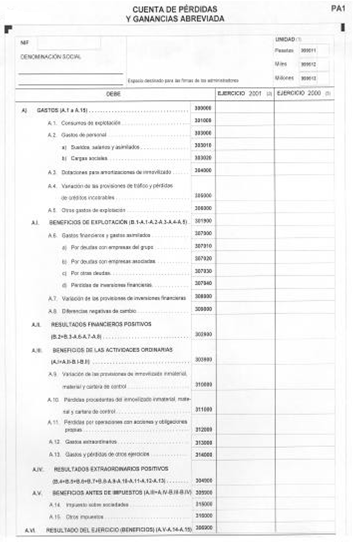 CUENTA DE PÉRDIDAS
Y GANANCIAS ABREVIADA
PA1
NIF
UNIDAD (1)
Pesetas
DENOMINACIÓN SOCIAL
Miles
Millones
Espacio destinado para las firmas de los administradores
DEBE
EJERCICIO 2001 (2)
EJERCICIO 2000 (3)
A) GASTOS (A.1 a A.15)
300000
A.1. Consumos de explotación
301000
A.2. Gastos de personal
303000
a) Sueldos, salarios y asimilados
303010
b) Cargas sociales
303020
A.3. Dotaciones para amortizaciones de inmovilizado
304000
A.4. Variación de las provisiones de tráfico y pérdidas
de créditos incobrables
305000
A.5. Otros gastos de explotación
306000
A.I. BENEFICIOS DE EXPLOTACIÓN (B.1-A.1-A.2-A.3-A.4-A.5)
301900
A.6. Gastos financieros y gastos asimilados
307000
a) Por deudas con empresas del grupo
307010
b) Por deudas con empresas asociadas
307020
c) Por otras deudas
307030
d) Pérdidas de inversiones financieras
307040
A.7. Variación de las provisiones de inversiones financieras
308000
A.8. Diferencias negativas de cambio
309000
A.II. RESULTADOS FINANCIEROS POSITIVOS
(B.2+B.3-A.6-A.7-A.8)
302900
A.III. BENEFICIOS DE LAS ACTIVIDADES ORDINARIAS
(A.I+A.II-B.I-B.II)
303900
A.9. Variación de las provisiones de inmovilizado inmaterial,
material y cartera de control
310000
A.10. Pérdidas procedentes del inmovilizado inmaterial, mate-
rial y cartera de control
311000
A.11. Pérdidas por operaciones con acciones y obligaciones
propias
312000
A.12. Gastos extraordinarios
313000
A.13. Gastos y pérdidas de otros ejercicios
314000
A.IV. RESULTADOS EXTRAORDINARIOS POSITIVOS
(B.4+B.5+B.6+B.7+B.8-A.9-A.10-A.11-A.12-A.13)
304900
A.V. BENEFICIOS ANTES DE IMPUESTOS (A.III+A.IV-B.III-B.IV)
305900
A.14. Impuesto sobre sociedades
315000
A.15. Otros impuestos
316000
A.VI. RESULTADO DEL EJERCICIO (BENEFICIOS) (A.V-A.14-A.15)
306900